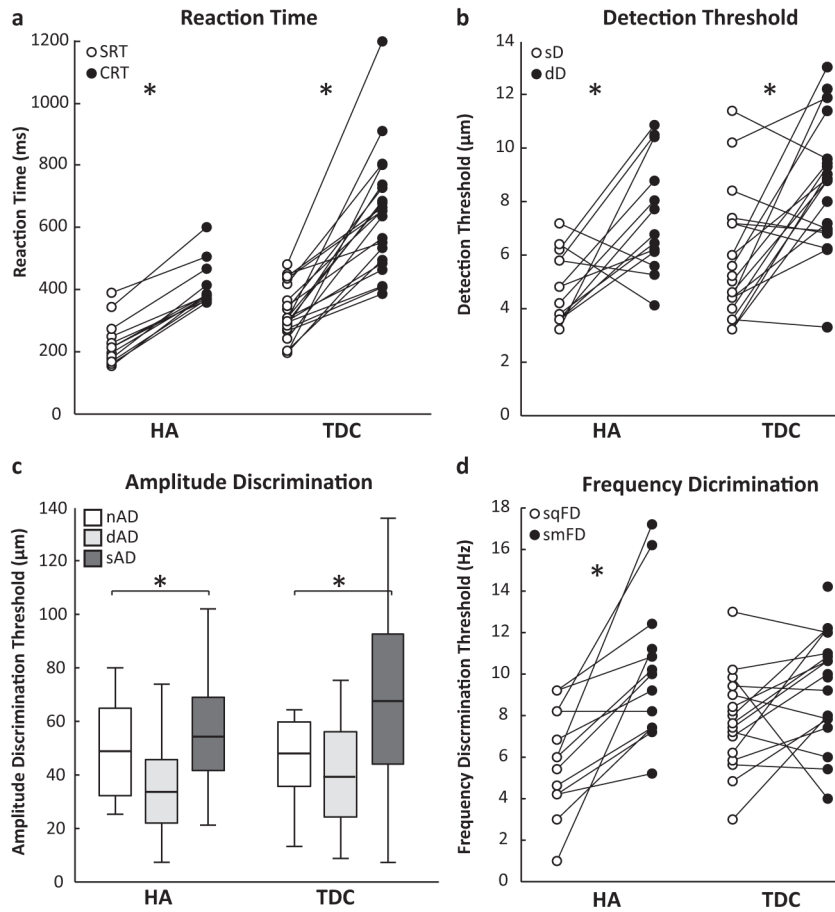 a Reaction Time
SRT
CRT
* *
Reaction Time (ms)
1200
1000
800
600
400
200
0
HA TDC
b Detection Threshold
sD
dD
* *
Detection Threshold (µm)
14
12
10
8
6
4
2
0
HA TDC
c Amplitude Discrimination
nAD
dAD
sAD
* *
Amplitude Discrimination Threshold (µm)
140
120
100
80
60
40
20
0
HA TDC
d Frequency Dicrimination
sqFD
smFD
*
Frequency Discrmination Threshold (Hz)
18
16
14
12
10
8
6
4
2
0
HA TDC